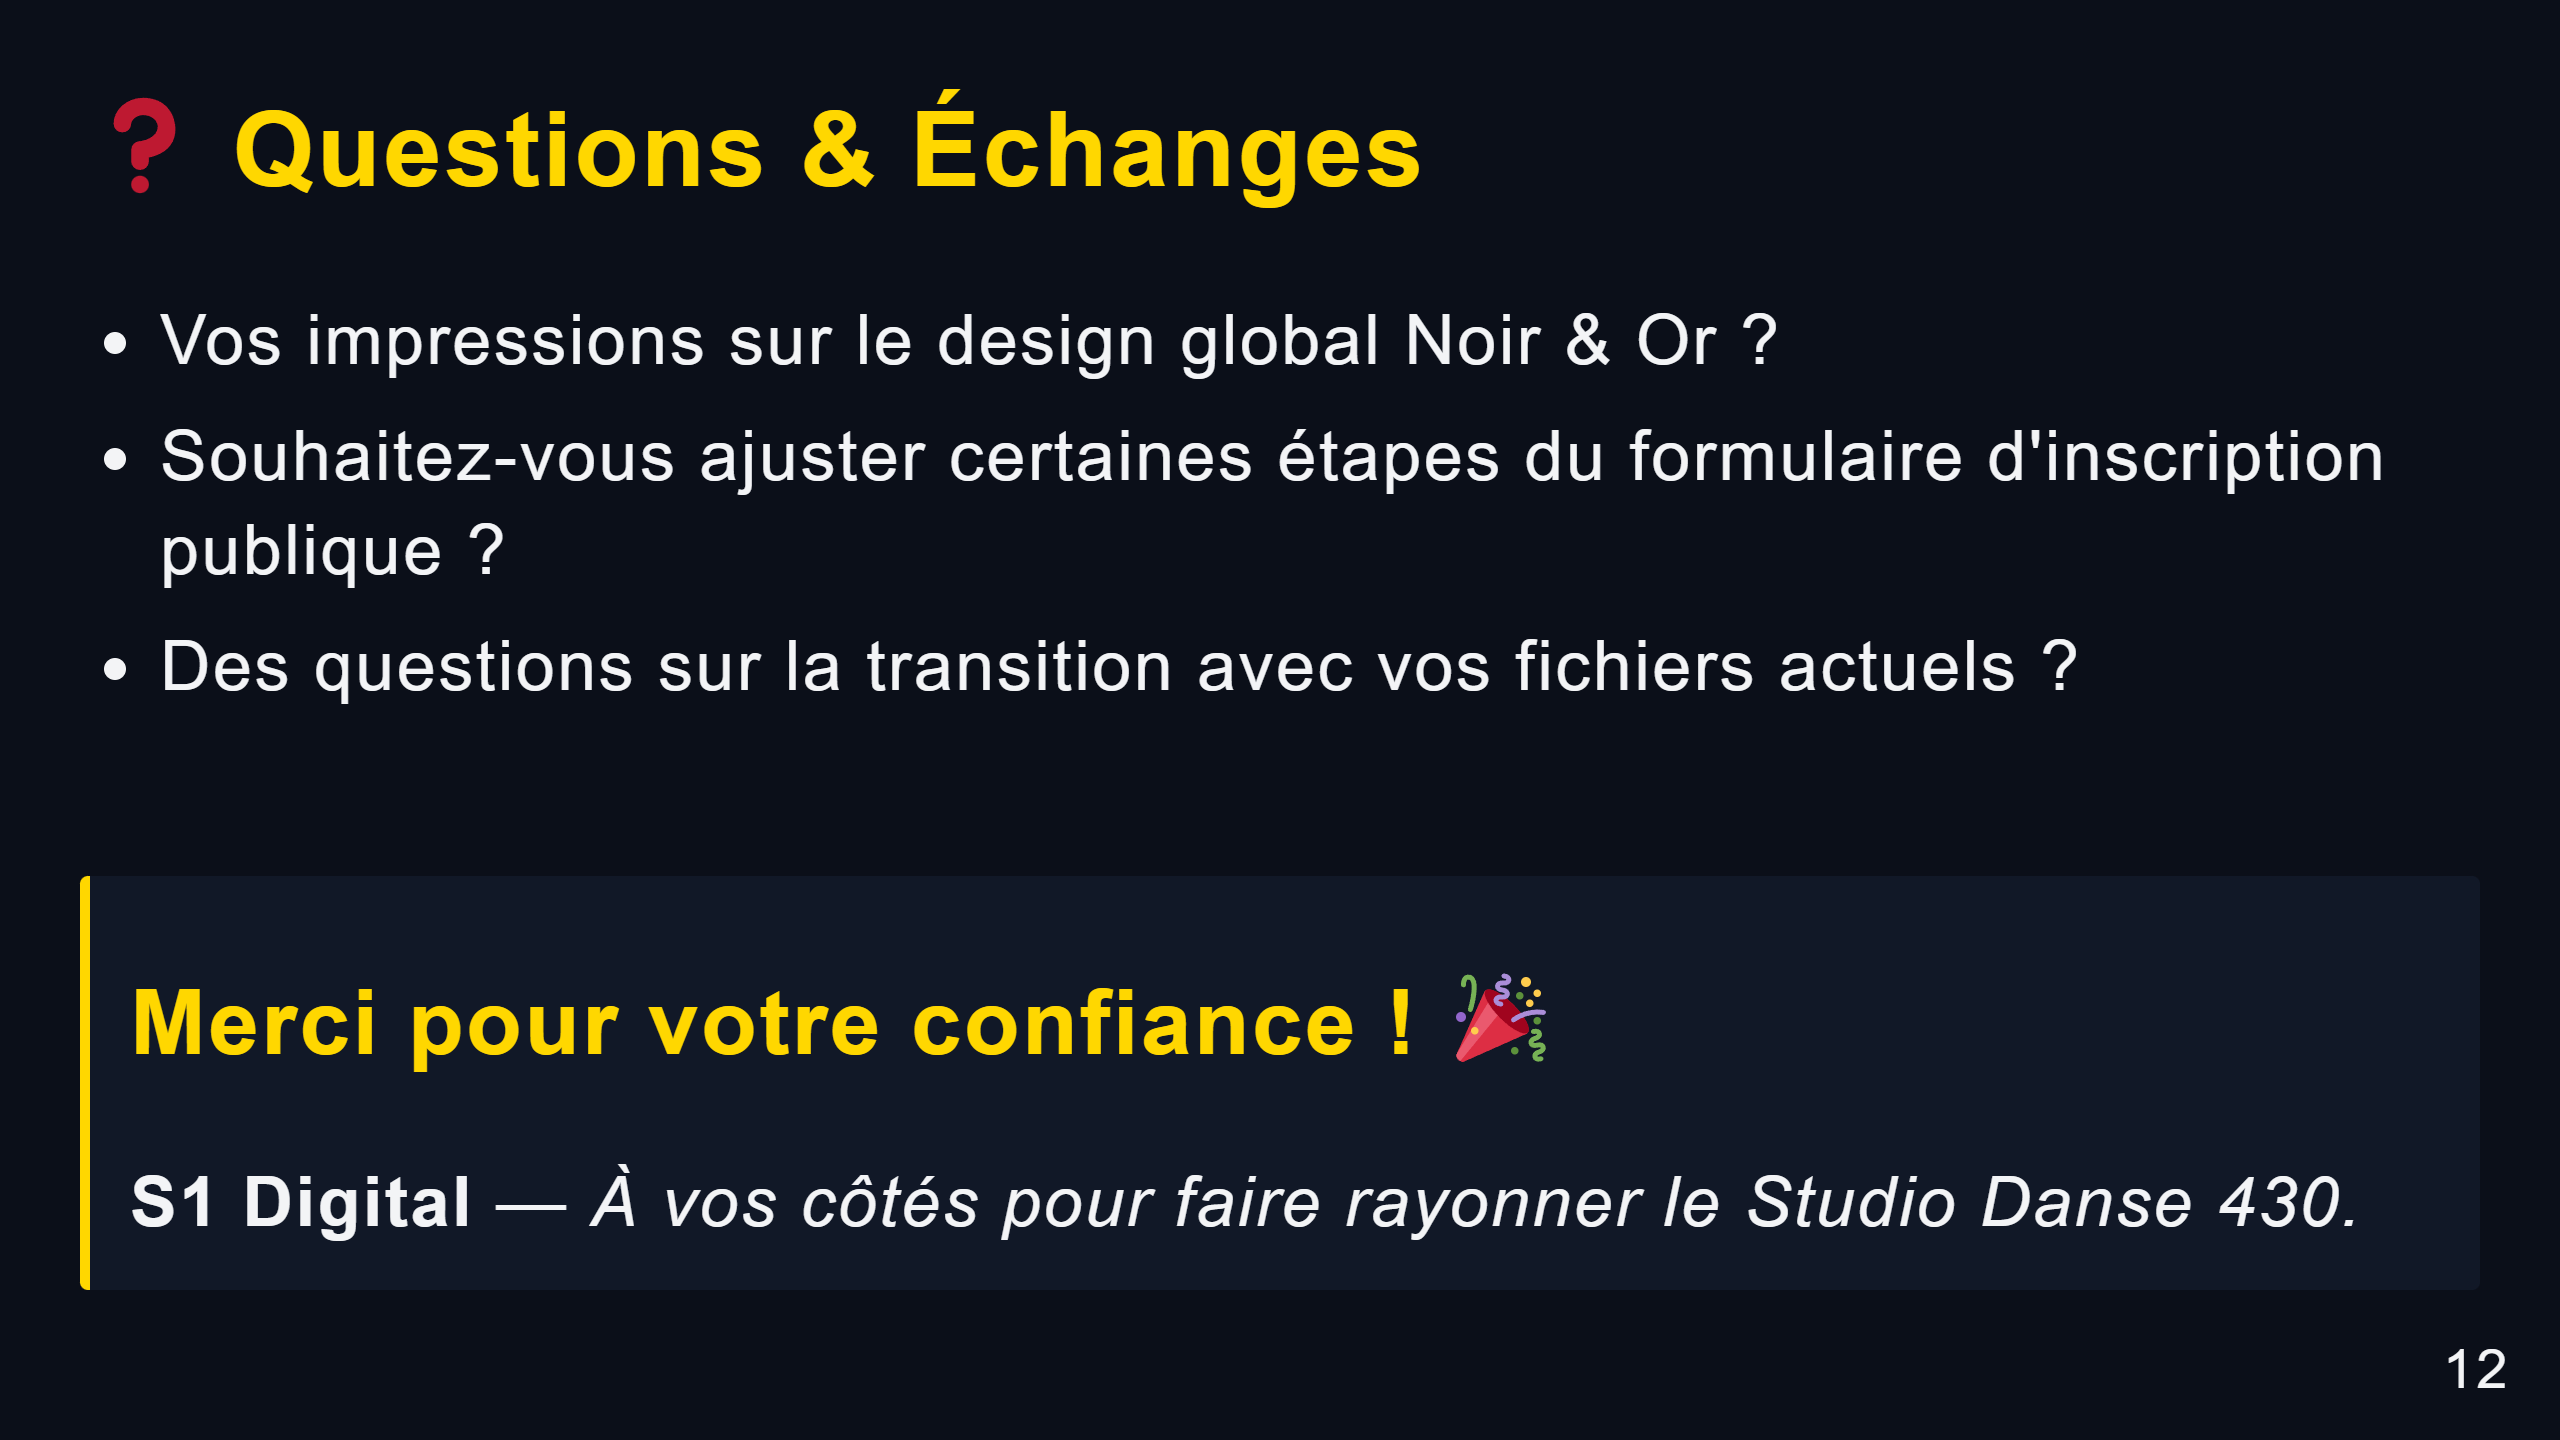 ❓ Questions & Échanges
• Vos impressions sur le design global Noir & Or ?
• Souhaitez-vous ajuster certaines étapes du formulaire d'inscription
publique ?
• Des questions sur la transition avec vos fichiers actuels ?
Merci pour votre confiance ! 🎉
S1 Digital — À vos côtés pour faire rayonner le Studio Danse 430.
12